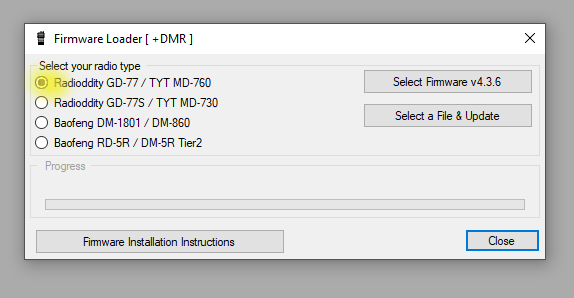 Firmware Loader [ +DMR ]
Select your radio type
Radioddity GD-77 / TYT MD-760
Radioddity GD-77S / TYT MD-730
Baofeng DM-1801 / DM-860
Baofeng RD-5R / DM-5R Tier2
Select Firmware v4.3.6
Select a File & Update
Progress
Firmware Installation Instructions
Close